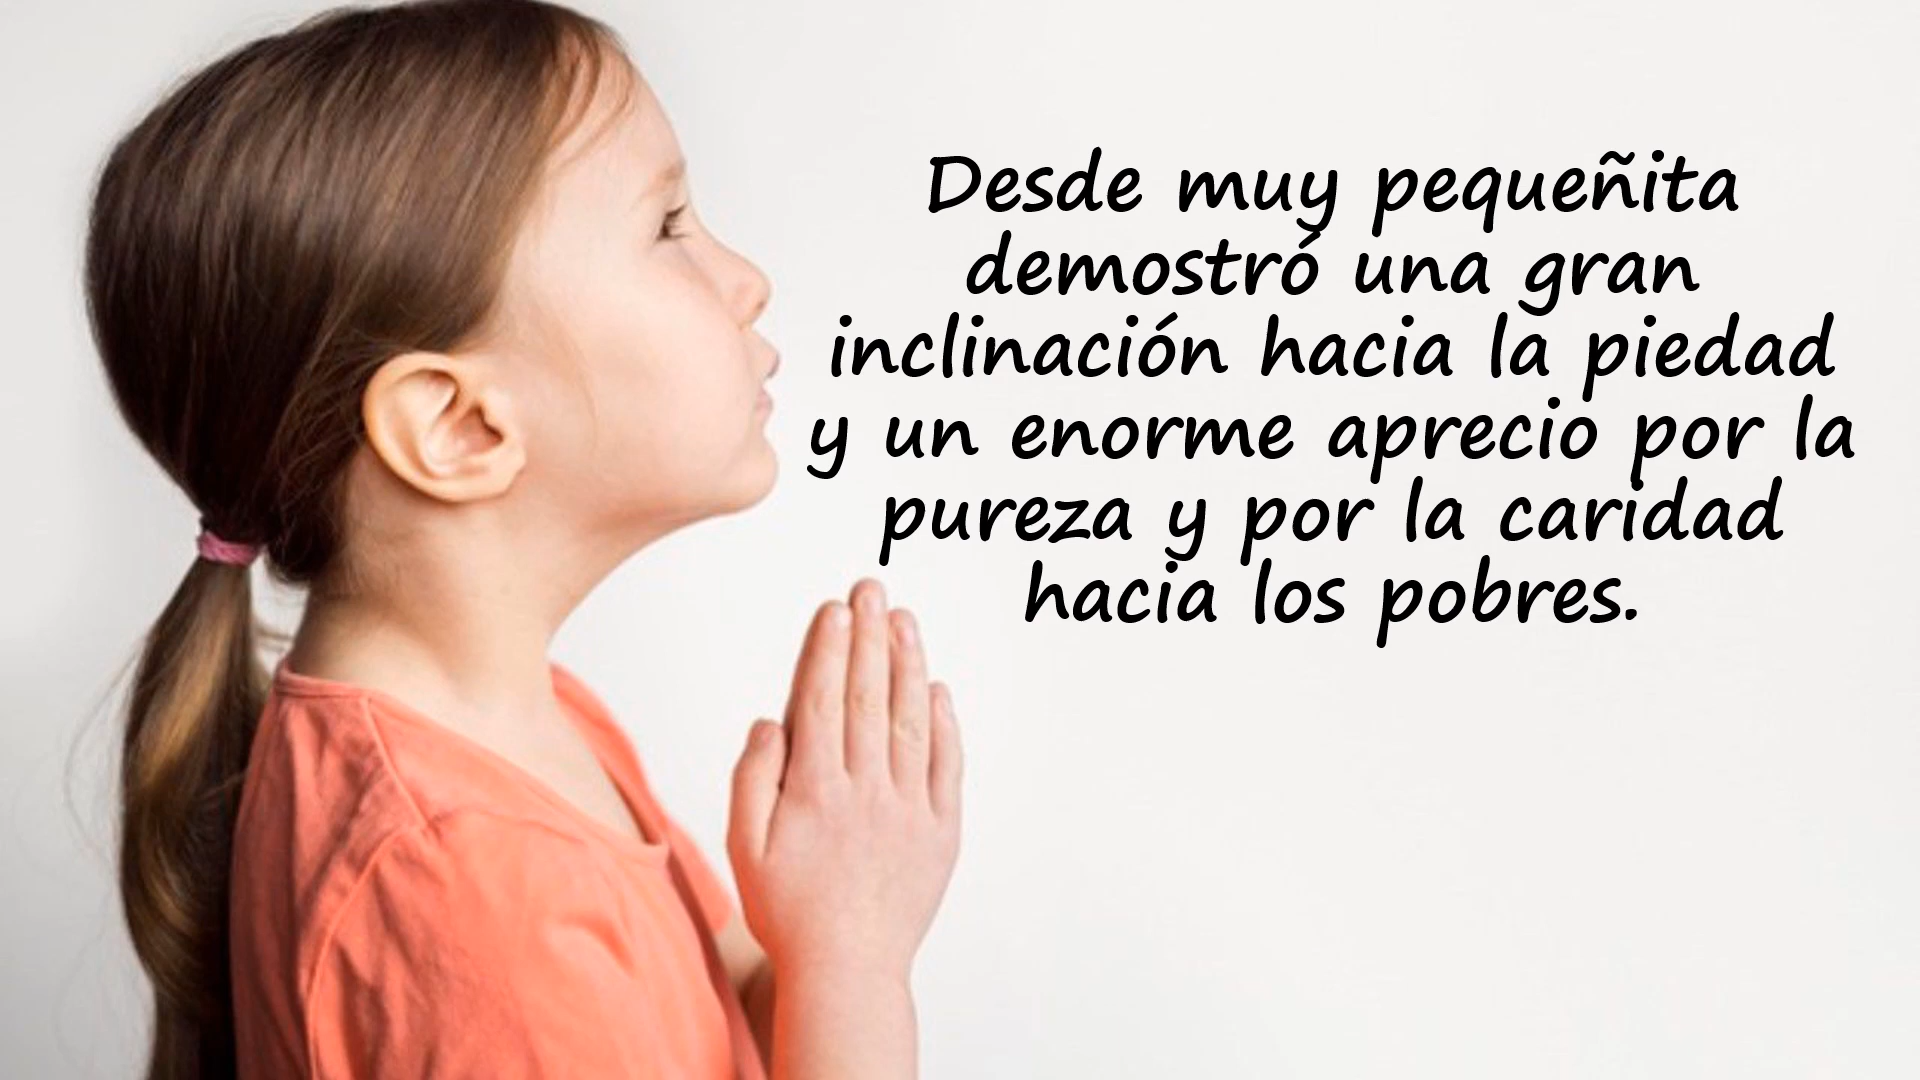 Desde muy pequeñita
demostró una gran
inclinación hacia la piedad
y un enorme aprecio por la
pureza y por la caridad
hacia los pobres.